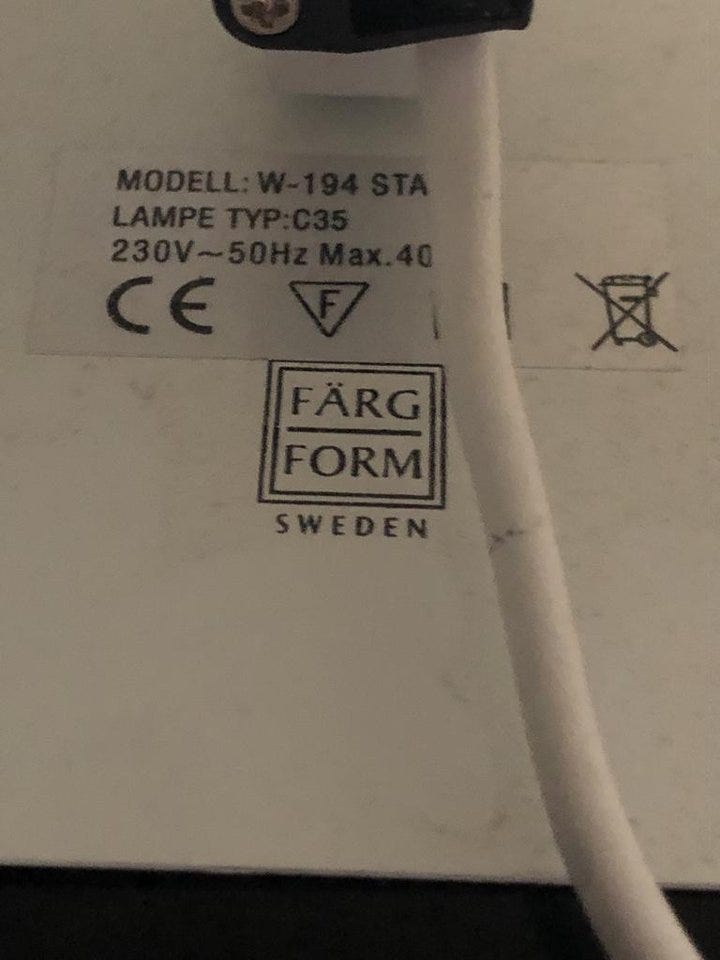 MODELL: W-194 STA
LAMPE TYP:C35
230V~50Hz Max.40
CE F
FÄRG
FORM
SWEDEN